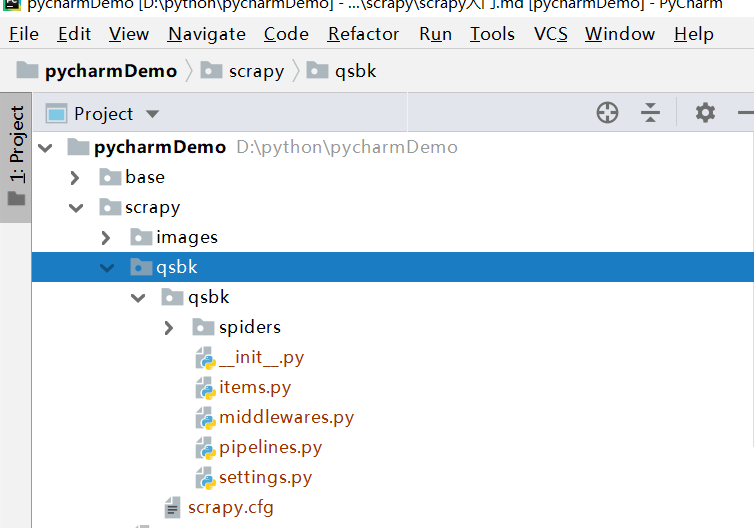 pycharmDemo [D:\python\pycharmDemo] - ...\scrapy\scrapy入门.md [pycharmDemo] - PyCharm
File Edit View Navigate Code Refactor Run Tools VCS Window Help
pycharmDemo scrapy qsbk
1: Project
Project
pycharmDemo D:\python\pycharmDemo
base
scrapy
images
qsbk
qsbk
spiders
__init__.py
items.py
middlewares.py
pipelines.py
settings.py
scrapy.cfg